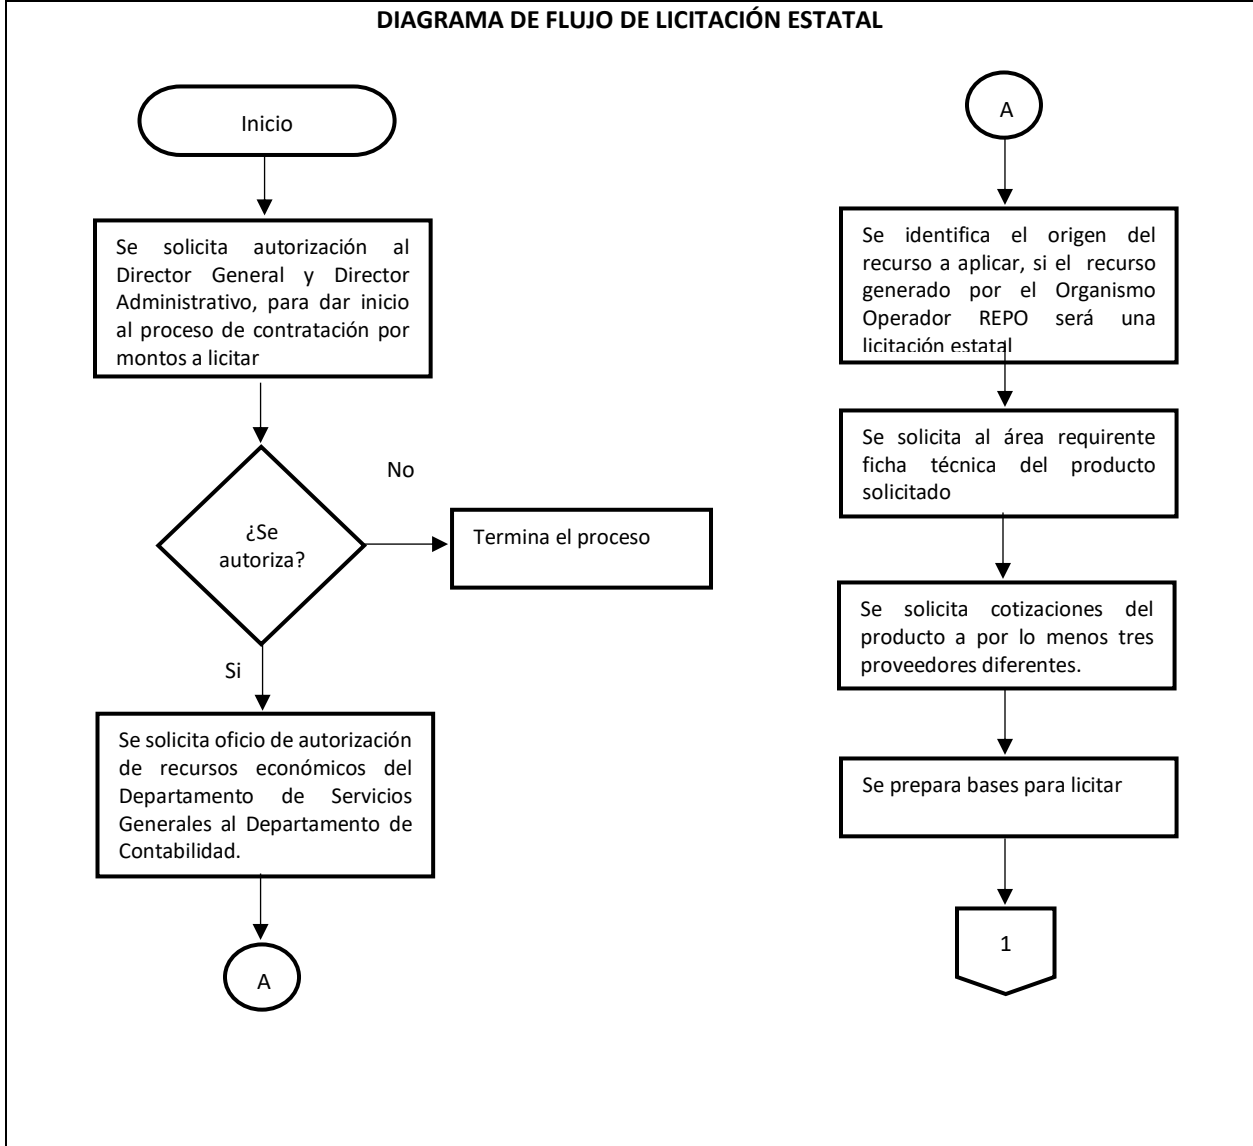 DIAGRAMA DE FLUJO DE LICITACIÓN ESTATAL
Inicio
Se solicita autorización al
Director General y Director
Administrativo, para dar inicio
al proceso de contratación por
montos a licitar
No
¿Se
autoriza?
Termina el proceso
Si
Se solicita oficio de autorización
de recursos económicos del
Departamento de Servicios
Generales al Departamento de
Contabilidad.
A
A
Se identifica el origen del
recurso a aplicar, si el recurso
generado por el Organismo
Operador REPO será una
licitación estatal
Se solicita al área requirente
ficha técnica del producto
solicitado
Se solicita cotizaciones del
producto a por lo menos tres
proveedores diferentes.
Se prepara bases para licitar
1